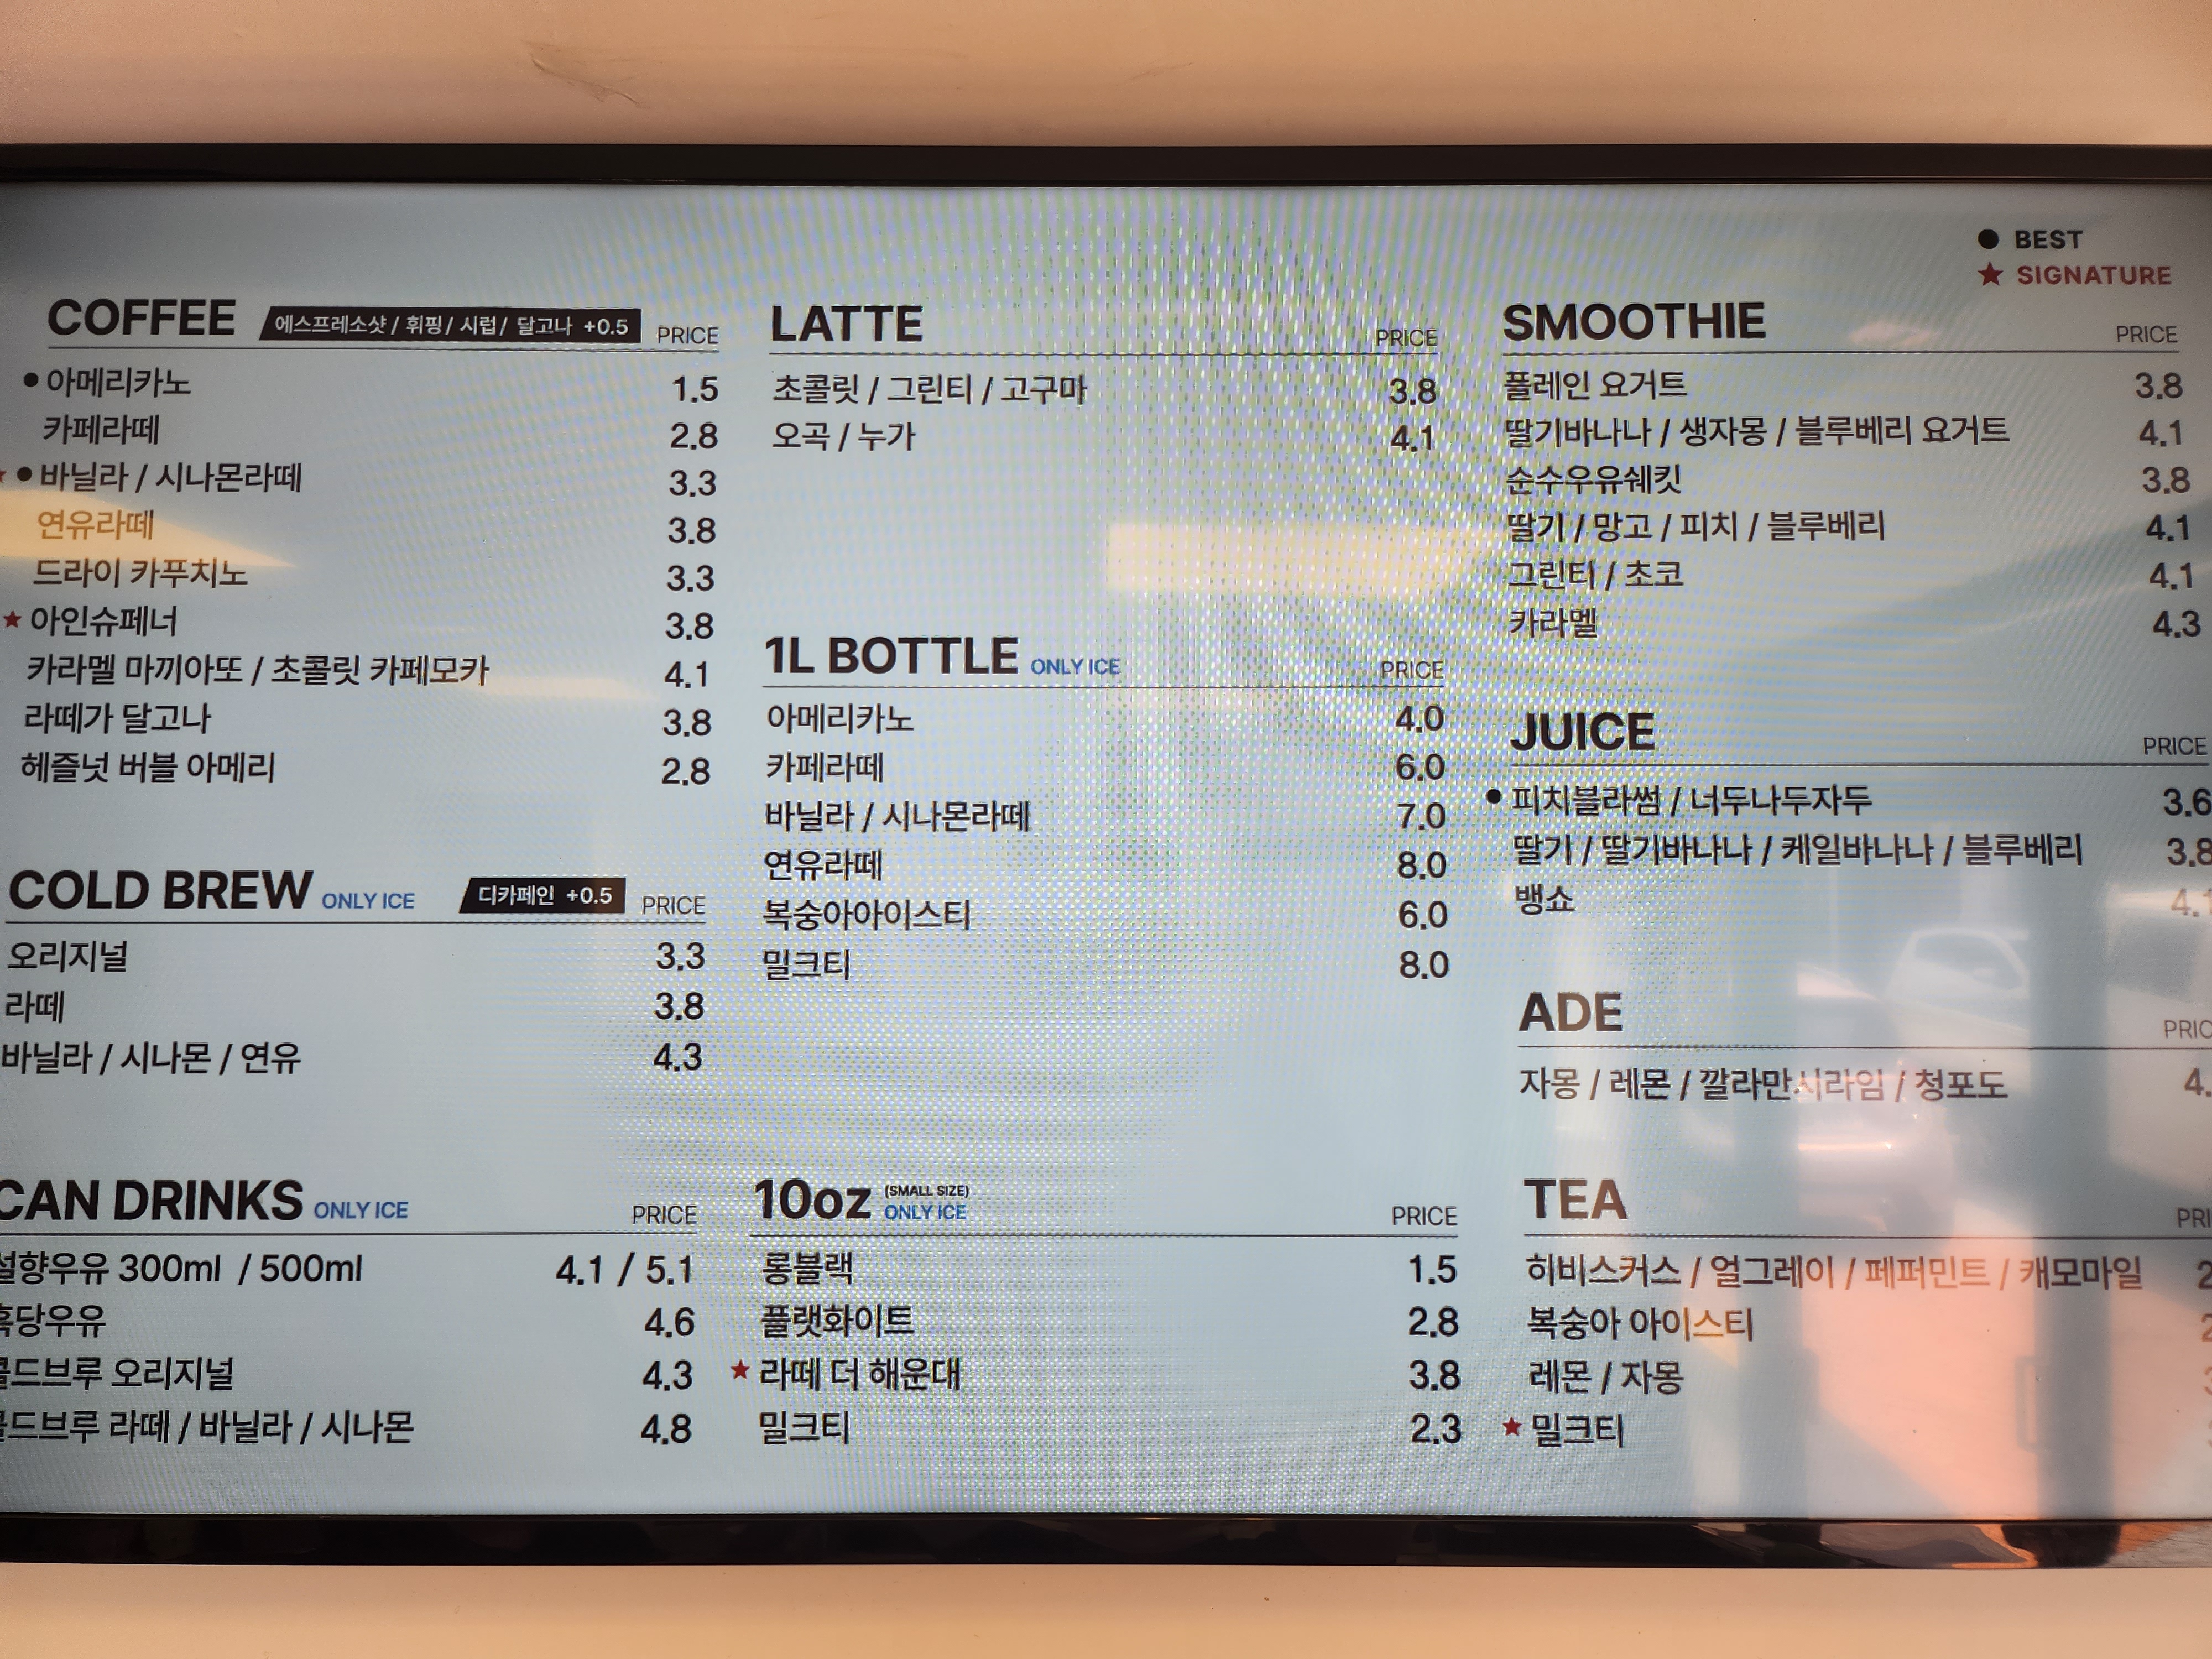 ● BEST
★ SIGNATURE
COFFEE 에스프레소샷 / 휘핑 / 시럽 / 달고나 +0.5 PRICE
● 아메리카노 1.5
카페라떼 2.8
★ ● 바닐라 / 시나몬라떼 3.3
연유라떼 3.8
드라이 카푸치노 3.3
★ 아인슈페너 3.8
카라멜 마끼아또 / 초콜릿 카페모카 4.1
라떼가 달고나 3.8
헤즐넛 버블 아메리 2.8
COLD BREW ONLY ICE 디카페인 +0.5 PRICE
오리지널 3.3
라떼 3.8
바닐라 / 시나몬 / 연유 4.3
CAN DRINKS ONLY ICE PRICE
300ml / 500ml 4.1 / 5.1
흑당우유 4.6
콜드브루 오리지널 4.3
콜드브루 라떼 / 바닐라 / 시나몬 4.8
LATTE PRICE
초콜릿 / 그린티 / 고구마 3.8
오곡 / 누가 4.1
1L BOTTLE ONLY ICE PRICE
아메리카노 4.0
카페라떼 6.0
바닐라 / 시나몬라떼 7.0
연유라떼 8.0
복숭아아이스티 6.0
밀크티 8.0
10oz (SMALL SIZE) ONLY ICE PRICE
롱블랙 1.5
플랫화이트 2.8
★ 라떼 더 해운대 3.8
밀크티 2.3
SMOOTHIE PRICE
플레인 요거트 3.8
딸기바나나 / 생자몽 / 블루베리 요거트 4.1
순수우유쉐킷 3.8
딸기 / 망고 / 피치 / 블루베리 4.1
그린티 / 초코 4.1
카라멜 4.3
JUICE PRICE
● 피치블라썸 / 너두나두자두 3.6
딸기 / 딸기바나나 / 케일바나나 / 블루베리 3.8
뱅쇼 4.1
ADE
자몽 / 레몬 / 깔라만시라임 / 청포도
TEA
히비스커스 / 얼그레이 / 페퍼민트 / 캐모마일
복숭아 아이스티
레몬 / 자몽
★ 밀크티